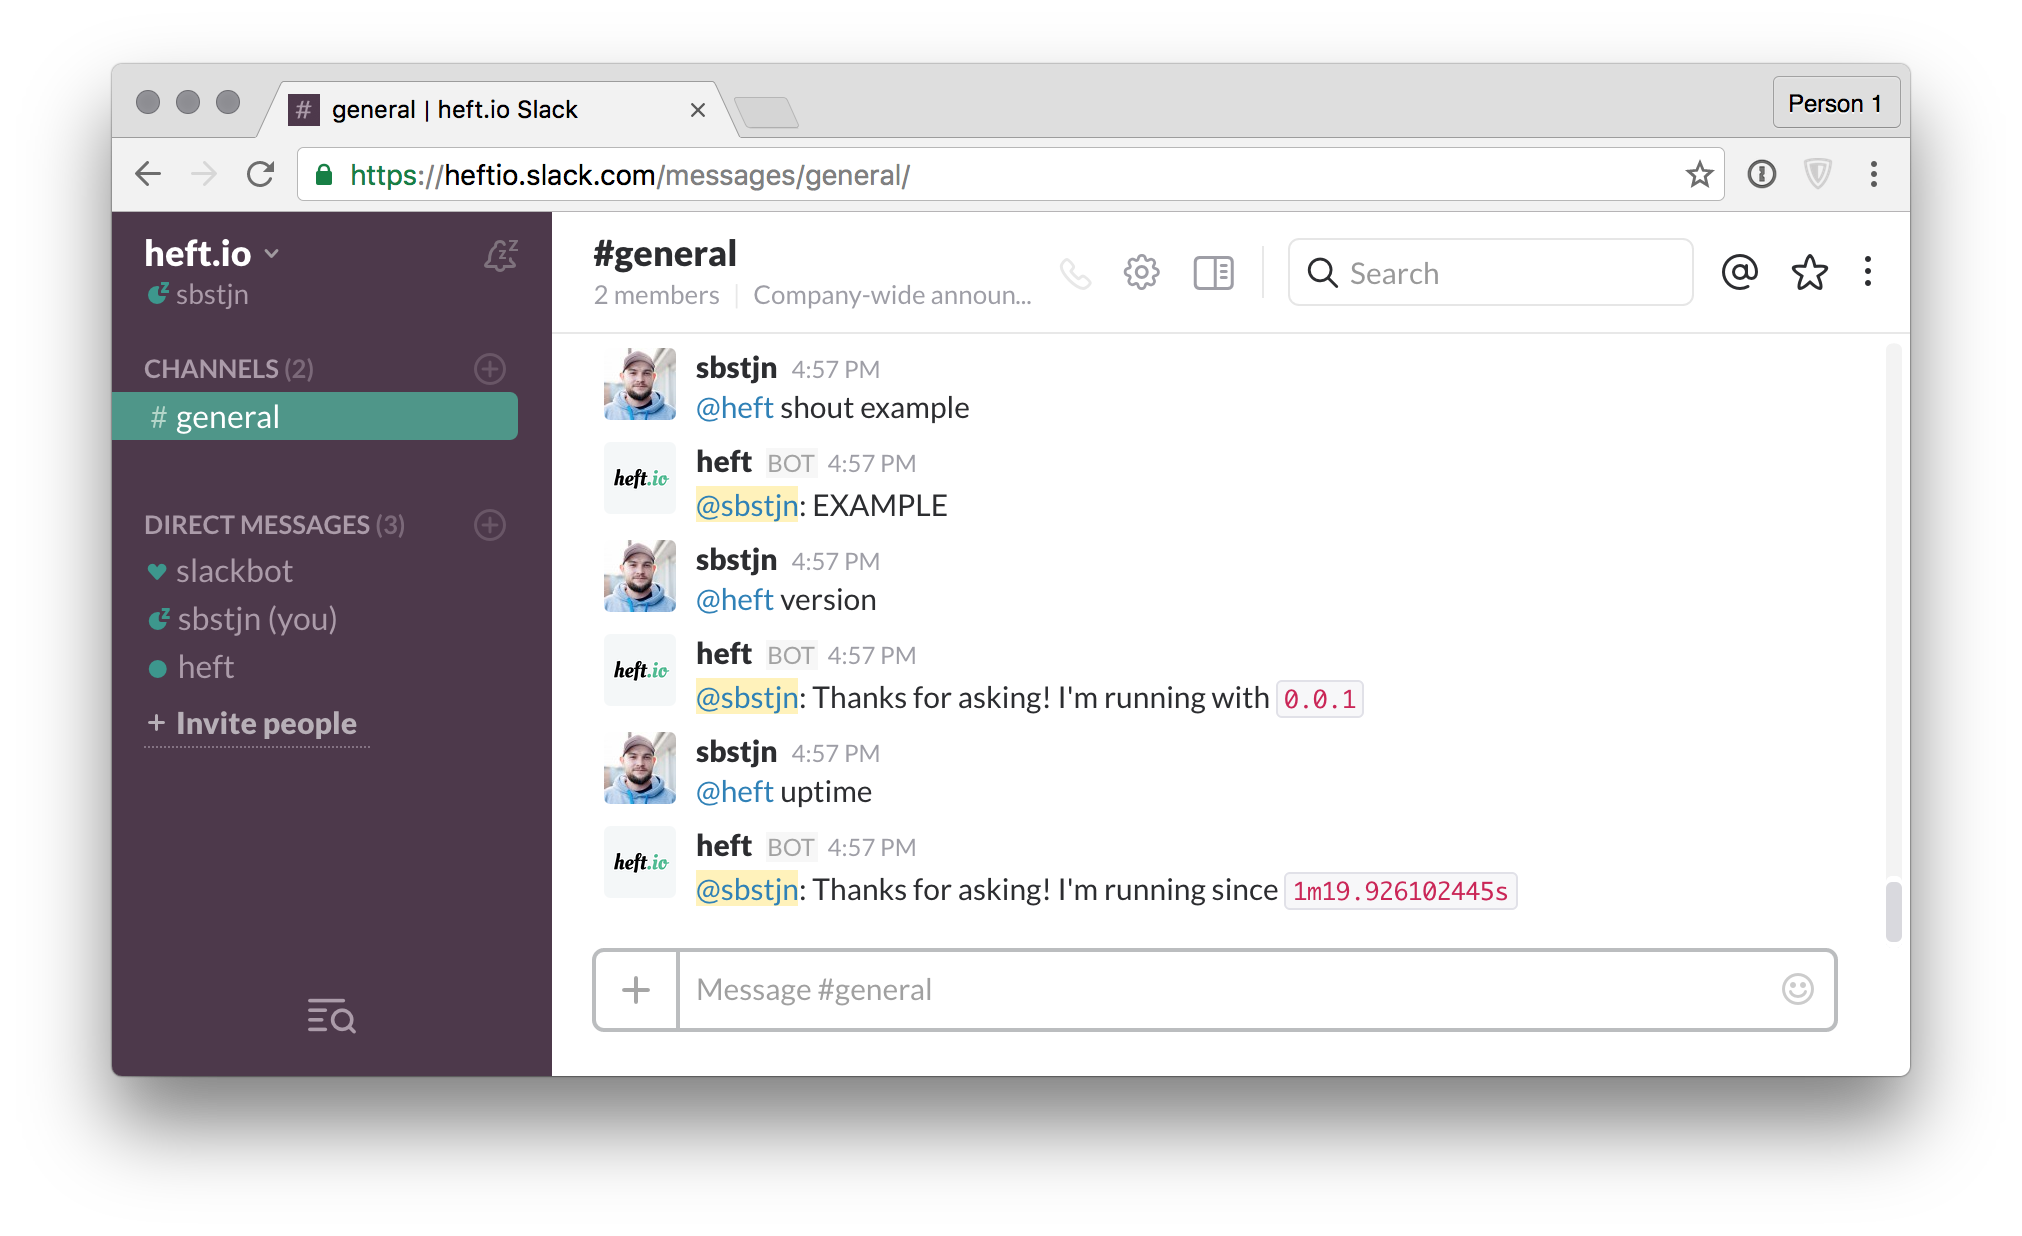 # general | heft.io Slack
Person 1
https://heftio.slack.com/messages/general/
heft.io
sbstjn
CHANNELS (2)
# general
DIRECT MESSAGES (3)
slackbot
sbstjn (you)
heft
+ Invite people
#general
2 members | Company-wide announ...
Search
sbstjn 4:57 PM
@heft shout example
heft.io
heft BOT 4:57 PM
@sbstjn: EXAMPLE
sbstjn 4:57 PM
@heft version
heft.io
heft BOT 4:57 PM
@sbstjn: Thanks for asking! I'm running with 0.0.1
sbstjn 4:57 PM
@heft uptime
heft.io
heft BOT 4:57 PM
@sbstjn: Thanks for asking! I'm running since 1m19.926102445s
Message #general